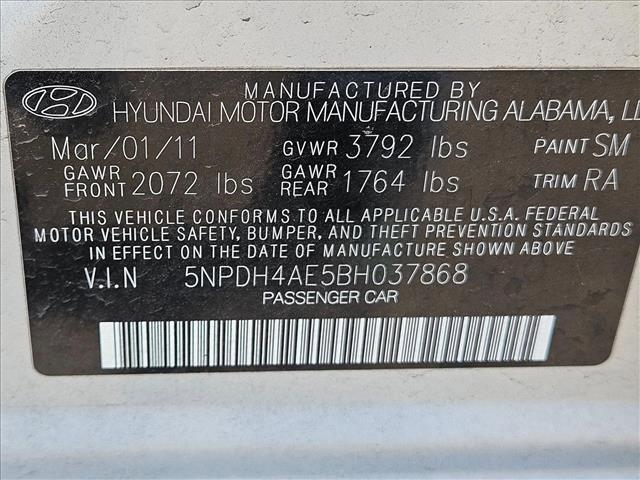 MANUFACTURED BY
HYUNDAI MOTOR MANUFACTURING ALABAMA, LL
Mar/01/11 GVWR 3792 lbs PAINT SM
GAWR FRONT 2072 lbs GAWR REAR 1764 lbs TRIM RA
THIS VEHICLE CONFORMS TO ALL APPLICABLE U.S.A. FEDERAL
MOTOR VEHICLE SAFETY, BUMPER, AND THEFT PREVENTION STANDARDS
IN EFFECT ON THE DATE OF MANUFACTURE SHOWN ABOVE
V.I.N 5NPDH4AE5BH037868
PASSENGER CAR